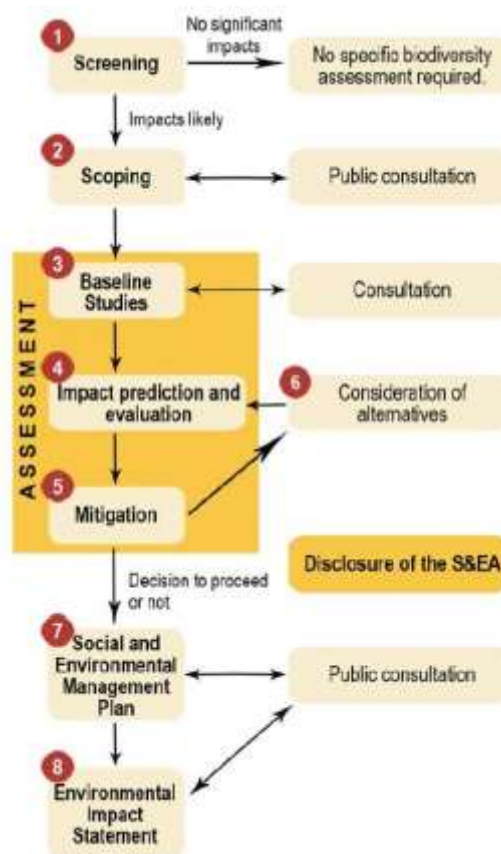 1
Screening
No significant
impacts
No specific biodiversity
assessment required.
Impacts likely
2
Scoping
Public consultation
ASSESSMENT
3
Baseline
Studies
Consultation
4
Impact prediction and
evaluation
6
Consideration of
alternatives
5
Mitigation
Disclosure of the S&EA
Decision to proceed
or not
7
Social and
Environmental
Management
Plan
Public consultation
8
Environmental
Impact
Statement